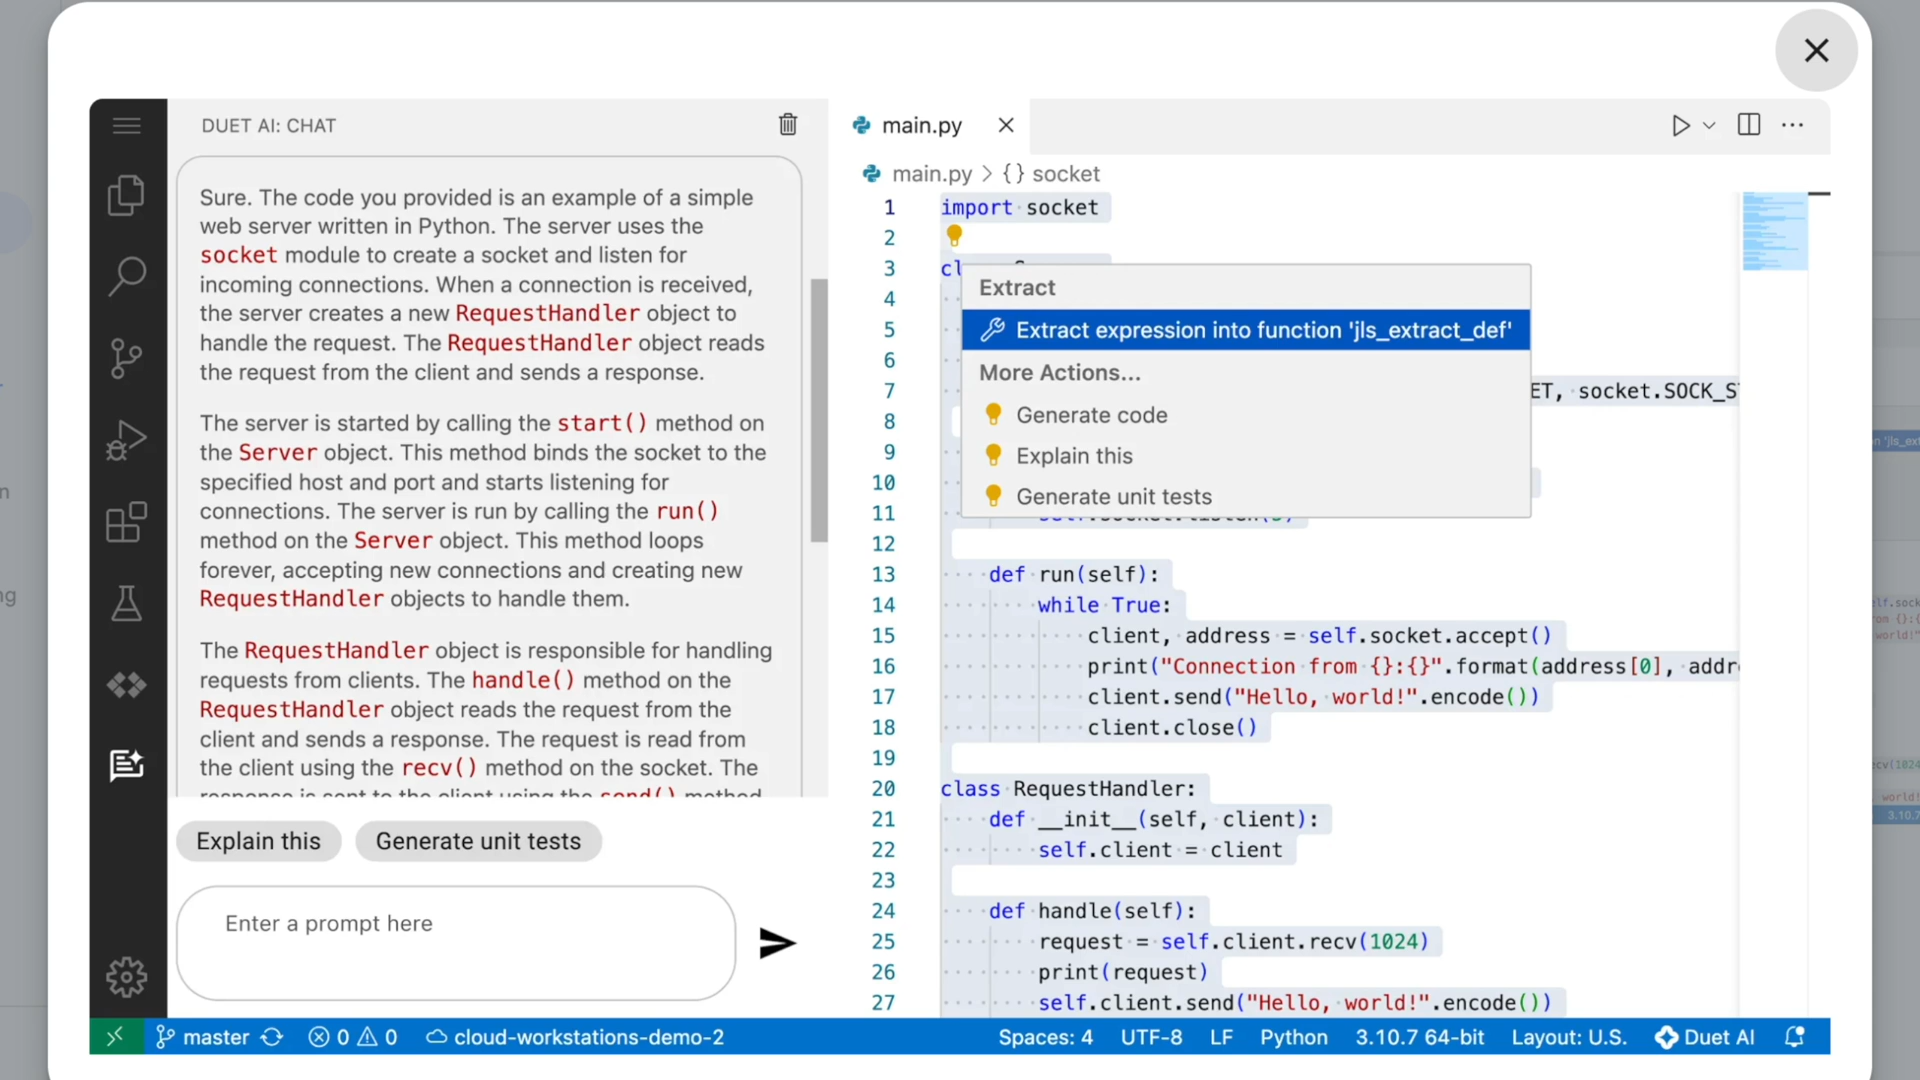 DUET AI: CHAT
Sure. The code you provided is an example of a simple
web server written in Python. The server uses the
socket module to create a socket and listen for
incoming connections. When a connection is received,
the server creates a new RequestHandler object to
handle the request. The RequestHandler object reads
the request from the client and sends a response.
The server is started by calling the start() method on
the Server object. This method binds the socket to the
specified host and port and starts listening for
connections. The server is run by calling the run()
method on the Server object. This method loops
forever, accepting new connections and creating new
RequestHandler objects to handle them.
The RequestHandler object is responsible for handling
requests from clients. The handle() method on the
RequestHandler object reads the request from the
client and sends a response. The request is read from
the client using the recv() method on the socket. The
response is sent to the client using the send() method
Explain this
Generate unit tests
Enter a prompt here
main.py
main.py > {} socket
1 import socket
2
3
4
5
6
7 ET, socket.SOCK_S
8
9
10
11
12
13 def run(self):
14 while True:
15 client, address = self.socket.accept()
16 print("Connection from {}:{}".format(address[0], addr
17 client.send("Hello, world!".encode())
18 client.close()
19
20 class RequestHandler:
21 def __init__(self, client):
22 self.client = client
23
24 def handle(self):
25 request = self.client.recv(1024)
26 print(request)
27 self.client.send("Hello, world!".encode())
Extract
Extract expression into function 'jls_extract_def'
More Actions...
Generate code
Explain this
Generate unit tests
master 0 0 cloud-workstations-demo-2 Spaces: 4 UTF-8 LF Python 3.10.7 64-bit Layout: U.S. Duet AI